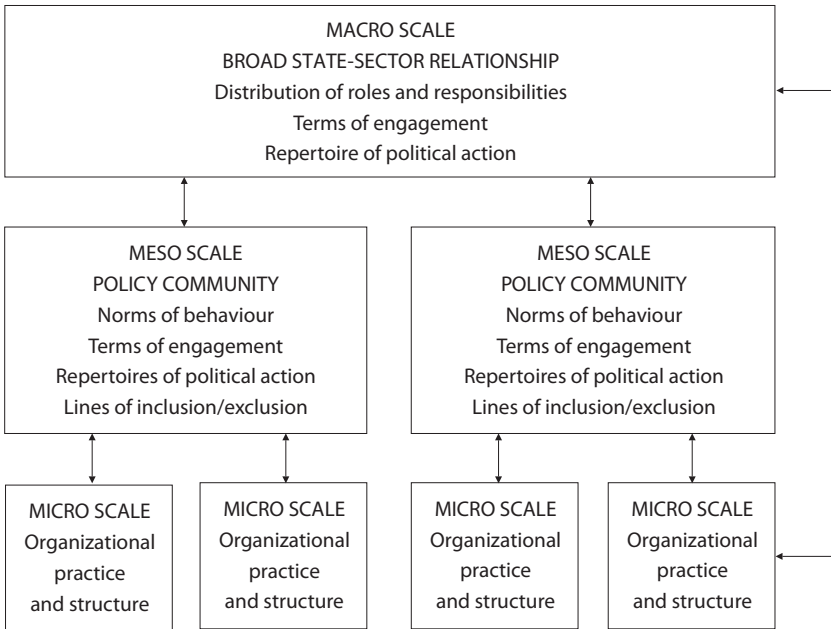 MACRO SCALE
BROAD STATE-SECTOR RELATIONSHIP
Distribution of roles and responsibilities
Terms of engagement
Repertoire of political action
MESO SCALE
POLICY COMMUNITY
Norms of behaviour
Terms of engagement
Repertoires of political action
Lines of inclusion/exclusion
MESO SCALE
POLICY COMMUNITY
Norms of behaviour
Terms of engagement
Repertoires of political action
Lines of inclusion/exclusion
MICRO SCALE
Organizational
practice
and structure
MICRO SCALE
Organizational
practice
and structure
MICRO SCALE
Organizational
practice
and structure
MICRO SCALE
Organizational
practice
and structure